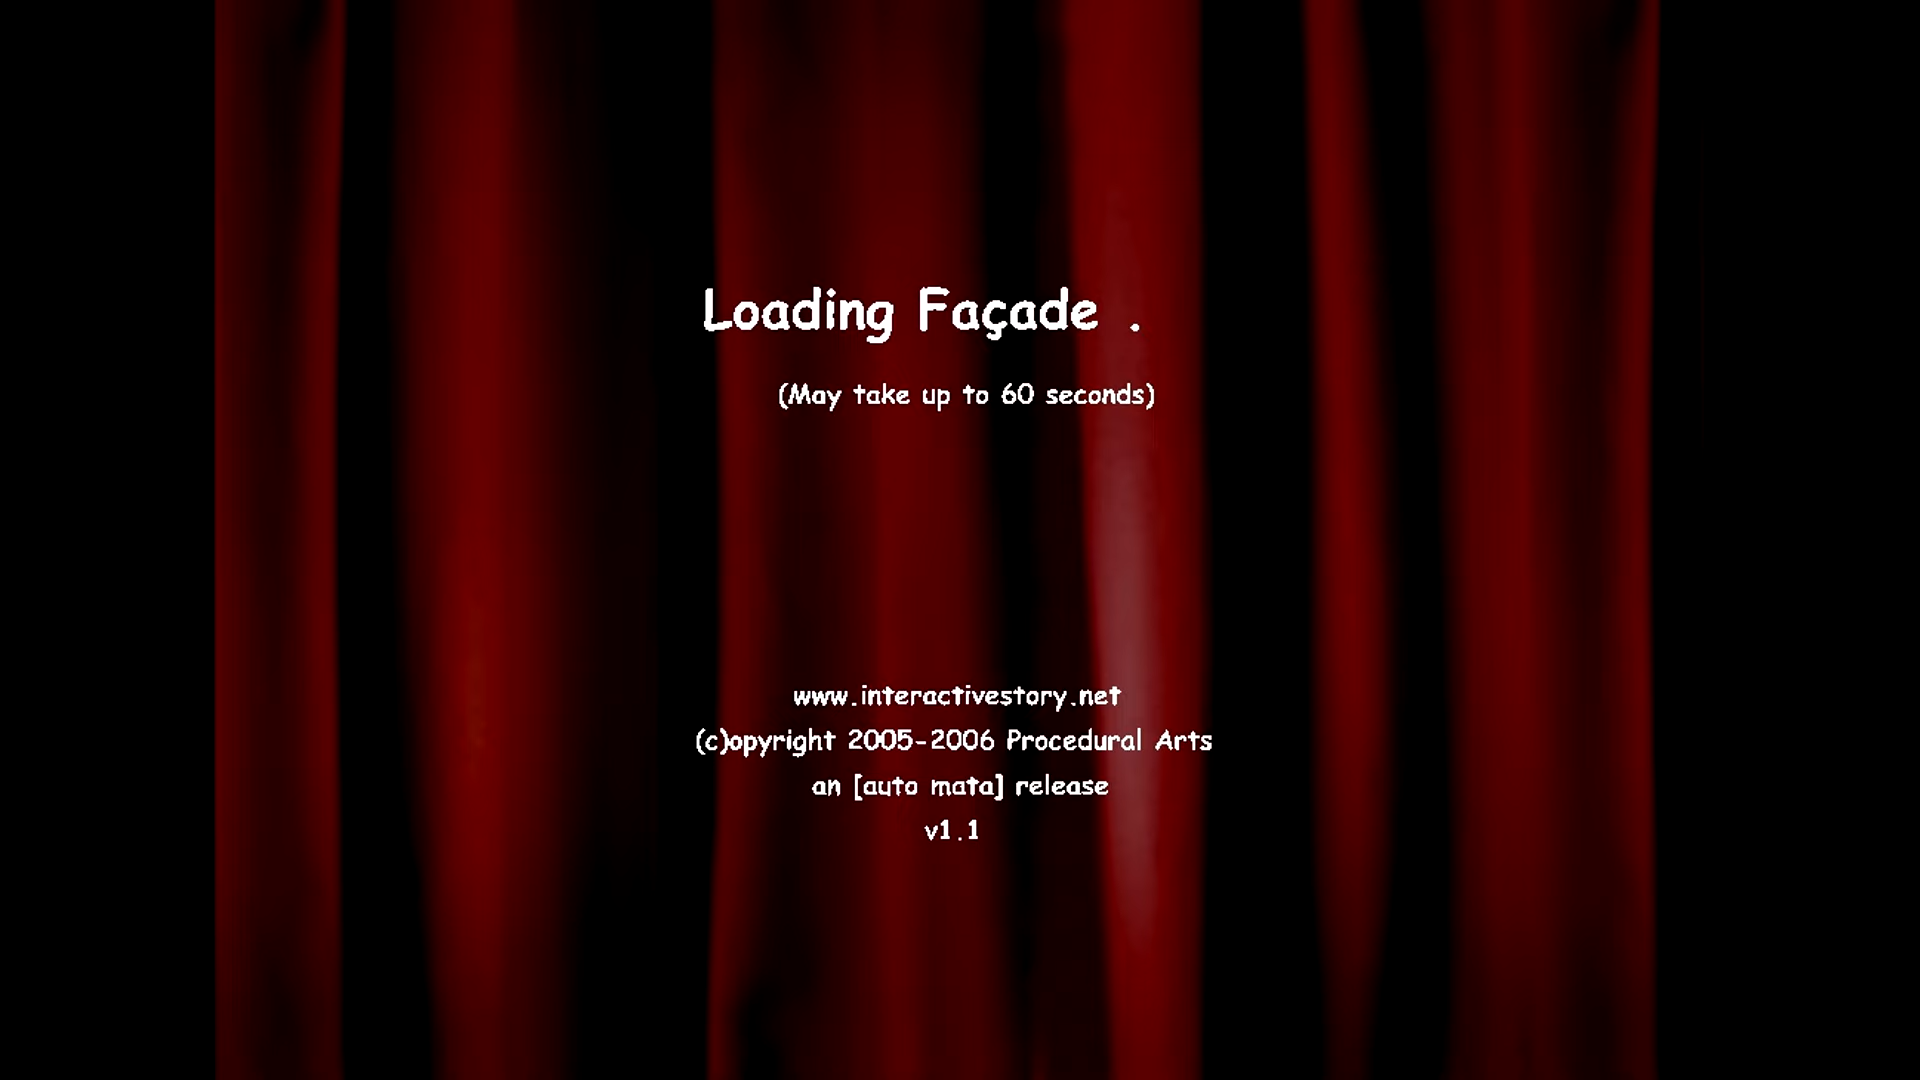 Loading Façade .
(May take up to 60 seconds)
www.interactivestory.net
(c)opyright 2005-2006 Procedural Arts
an [auto mata] release
v1.1